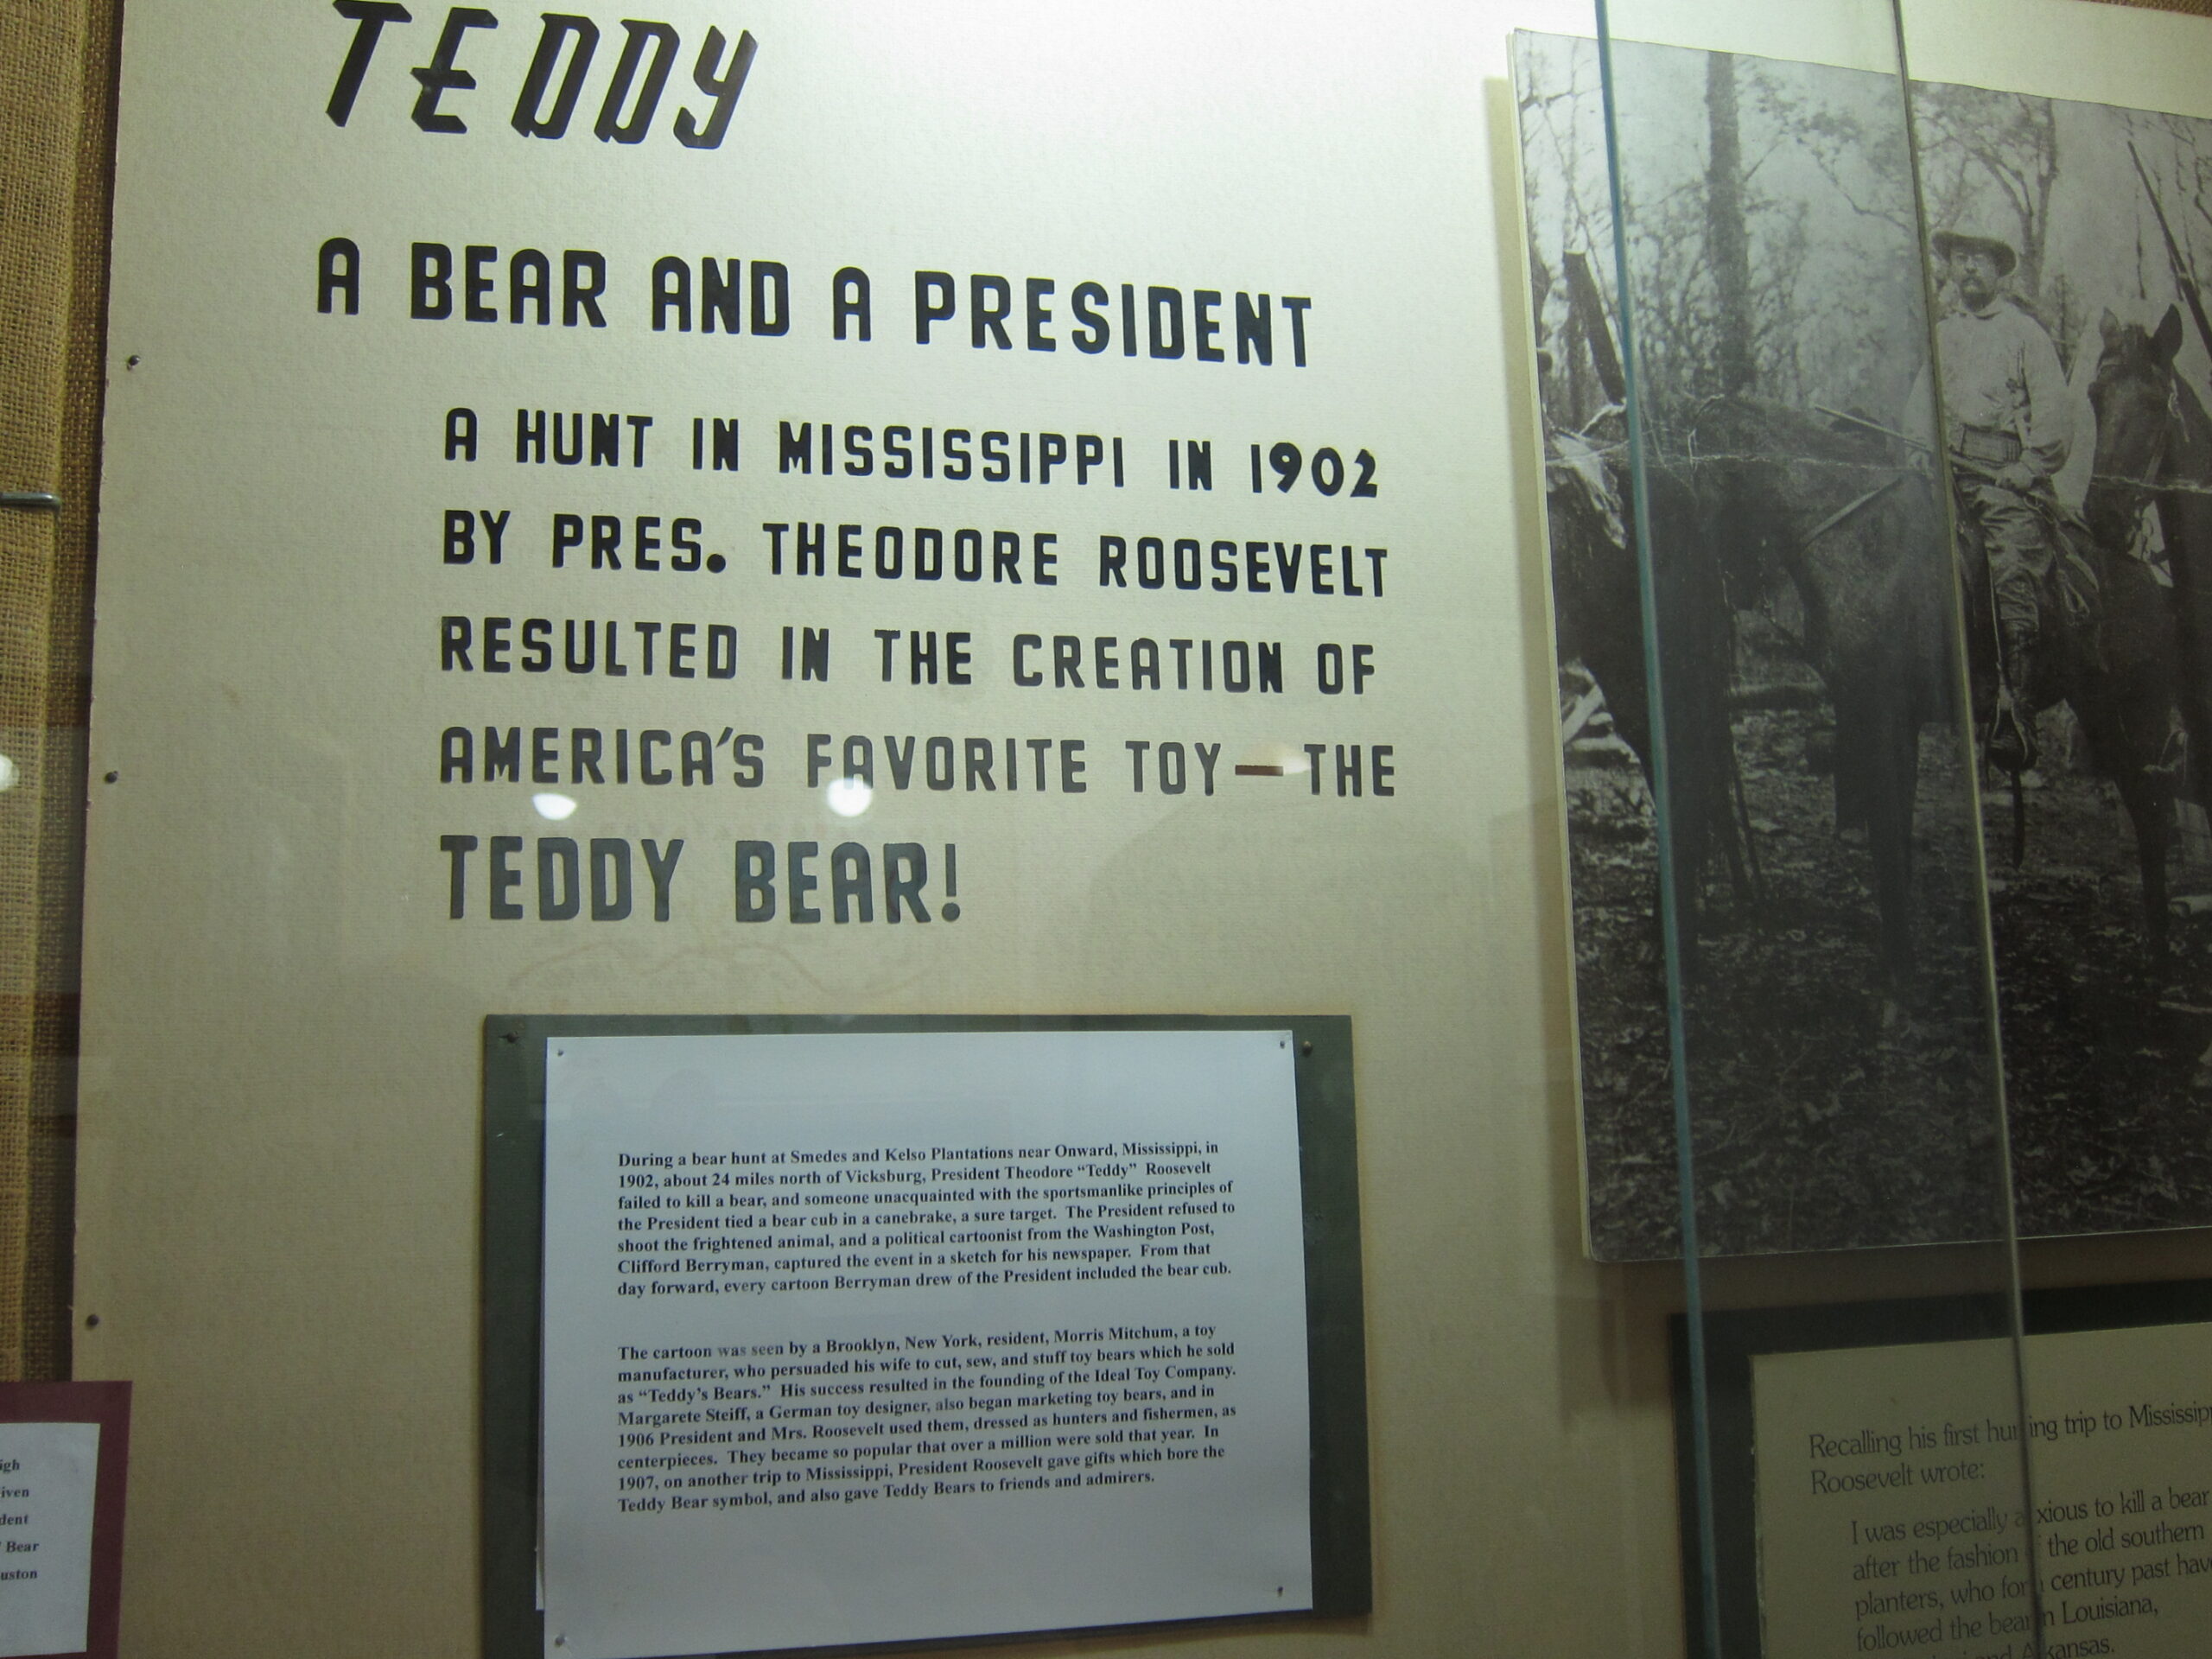 TEDDY
A BEAR AND A PRESIDENT
A HUNT IN MISSISSIPPI IN 1902
BY PRES. THEODORE ROOSEVELT
RESULTED IN THE CREATION OF
AMERICA'S FAVORITE TOY — THE
TEDDY BEAR!
During a bear hunt at Smedes and Kelso Plantations near Onward, Mississippi, in
1902, about 24 miles north of Vicksburg, President Theodore “Teddy” Roosevelt
failed to kill a bear, and someone unacquainted with the sportsmanlike principles of
the President tied a bear cub in a canebrake, a sure target. The President refused to
shoot the frightened animal, and a political cartoonist from the Washington Post,
Clifford Berryman, captured the event in a sketch for his newspaper. From that
day forward, every cartoon Berryman drew of the President included the bear cub.
The cartoon was seen by a Brooklyn, New York, resident, Morris Mitchum, a toy
manufacturer, who persuaded his wife to cut, sew, and stuff toy bears which he sold
as “Teddy’s Bears.” His success resulted in the founding of the Ideal Toy Company.
Margarete Steiff, a German toy designer, also began marketing toy bears, and in
1906 President and Mrs. Roosevelt used them, dressed as hunters and fishermen, as
centerpieces. They became so popular that over a million were sold that year. In
1907, on another trip to Mississippi, President Roosevelt gave gifts which bore the
Teddy Bear symbol, and also gave Teddy Bears to friends and admirers.
Bear
Recalling his first hunting trip to
Roosevelt wrote:
I was especially anxious to kill a bear
after the fashion the old southern
planters, who for century past
followed the bear in Louisiana,